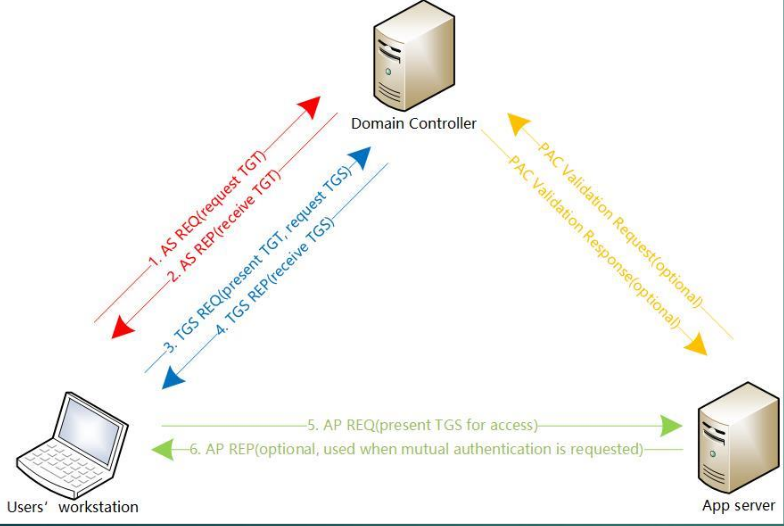 Domain Controller
1. AS REQ(request TGT)
2. AS REP(receive TGT)
3. TGS REQ(present TGT, request TGS)
4. TGS REP(receive TGS)
PAC Validation Request(optional)
PAC Validation Response(optional)
5. AP REQ(present TGS for access)
6. AP REP(optional, used when mutual authentication is requested)
Users’ workstation
App server